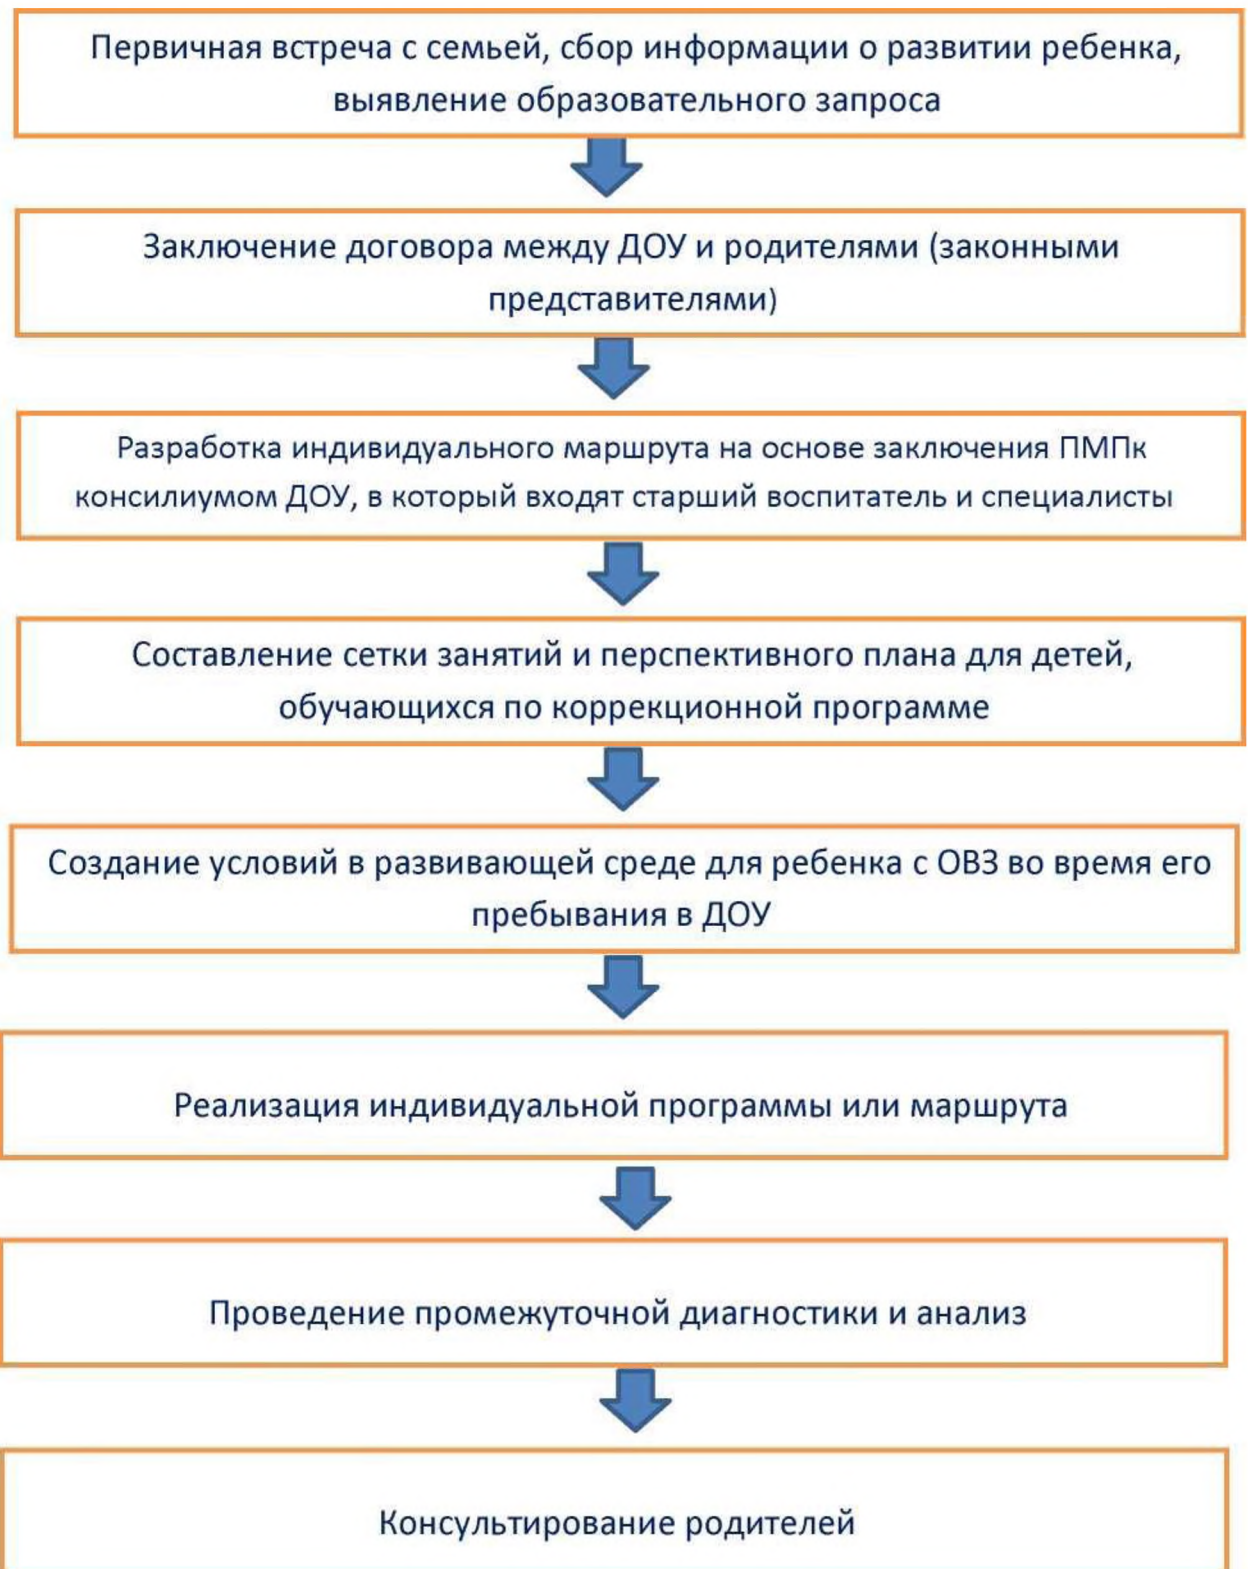 Первичная встреча с семьей, сбор информации о развитии ребенка,
выявление образовательного запроса
Заключение договора между ДОУ и родителями (законными
представителями)
Разработка индивидуального маршрута на основе заключения ПМПк
консилиумом ДОУ, в который входят старший воспитатель и специалисты
Составление сетки занятий и перспективного плана для детей,
обучающихся по коррекционной программе
Создание условий в развивающей среде для ребенка с ОВЗ во время его
пребывания в ДОУ
Реализация индивидуальной программы или маршрута
Проведение промежуточной диагностики и анализ
Консультирование родителей